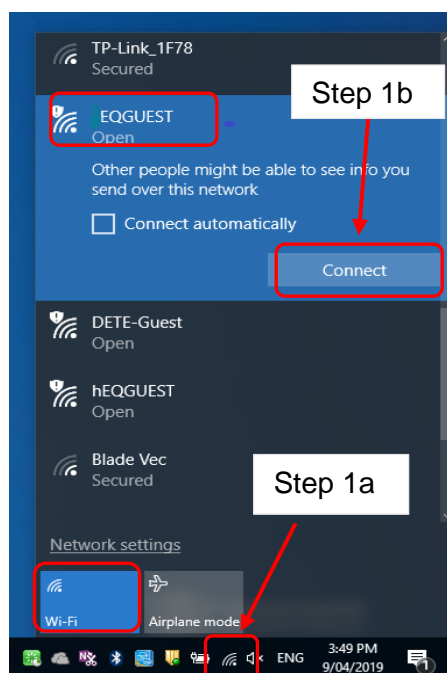 TP-Link_1F78
Secured
Step 1b
EQGUEST
Open
Other people might be able to see info you
send over this network
Connect automatically
Connect
DETE-Guest
Open
hEQGUEST
Open
Blade Vec
Secured
Step 1a
Network settings
Wi-Fi
Airplane mode
ENG
3:49 PM
9/04/2019
1